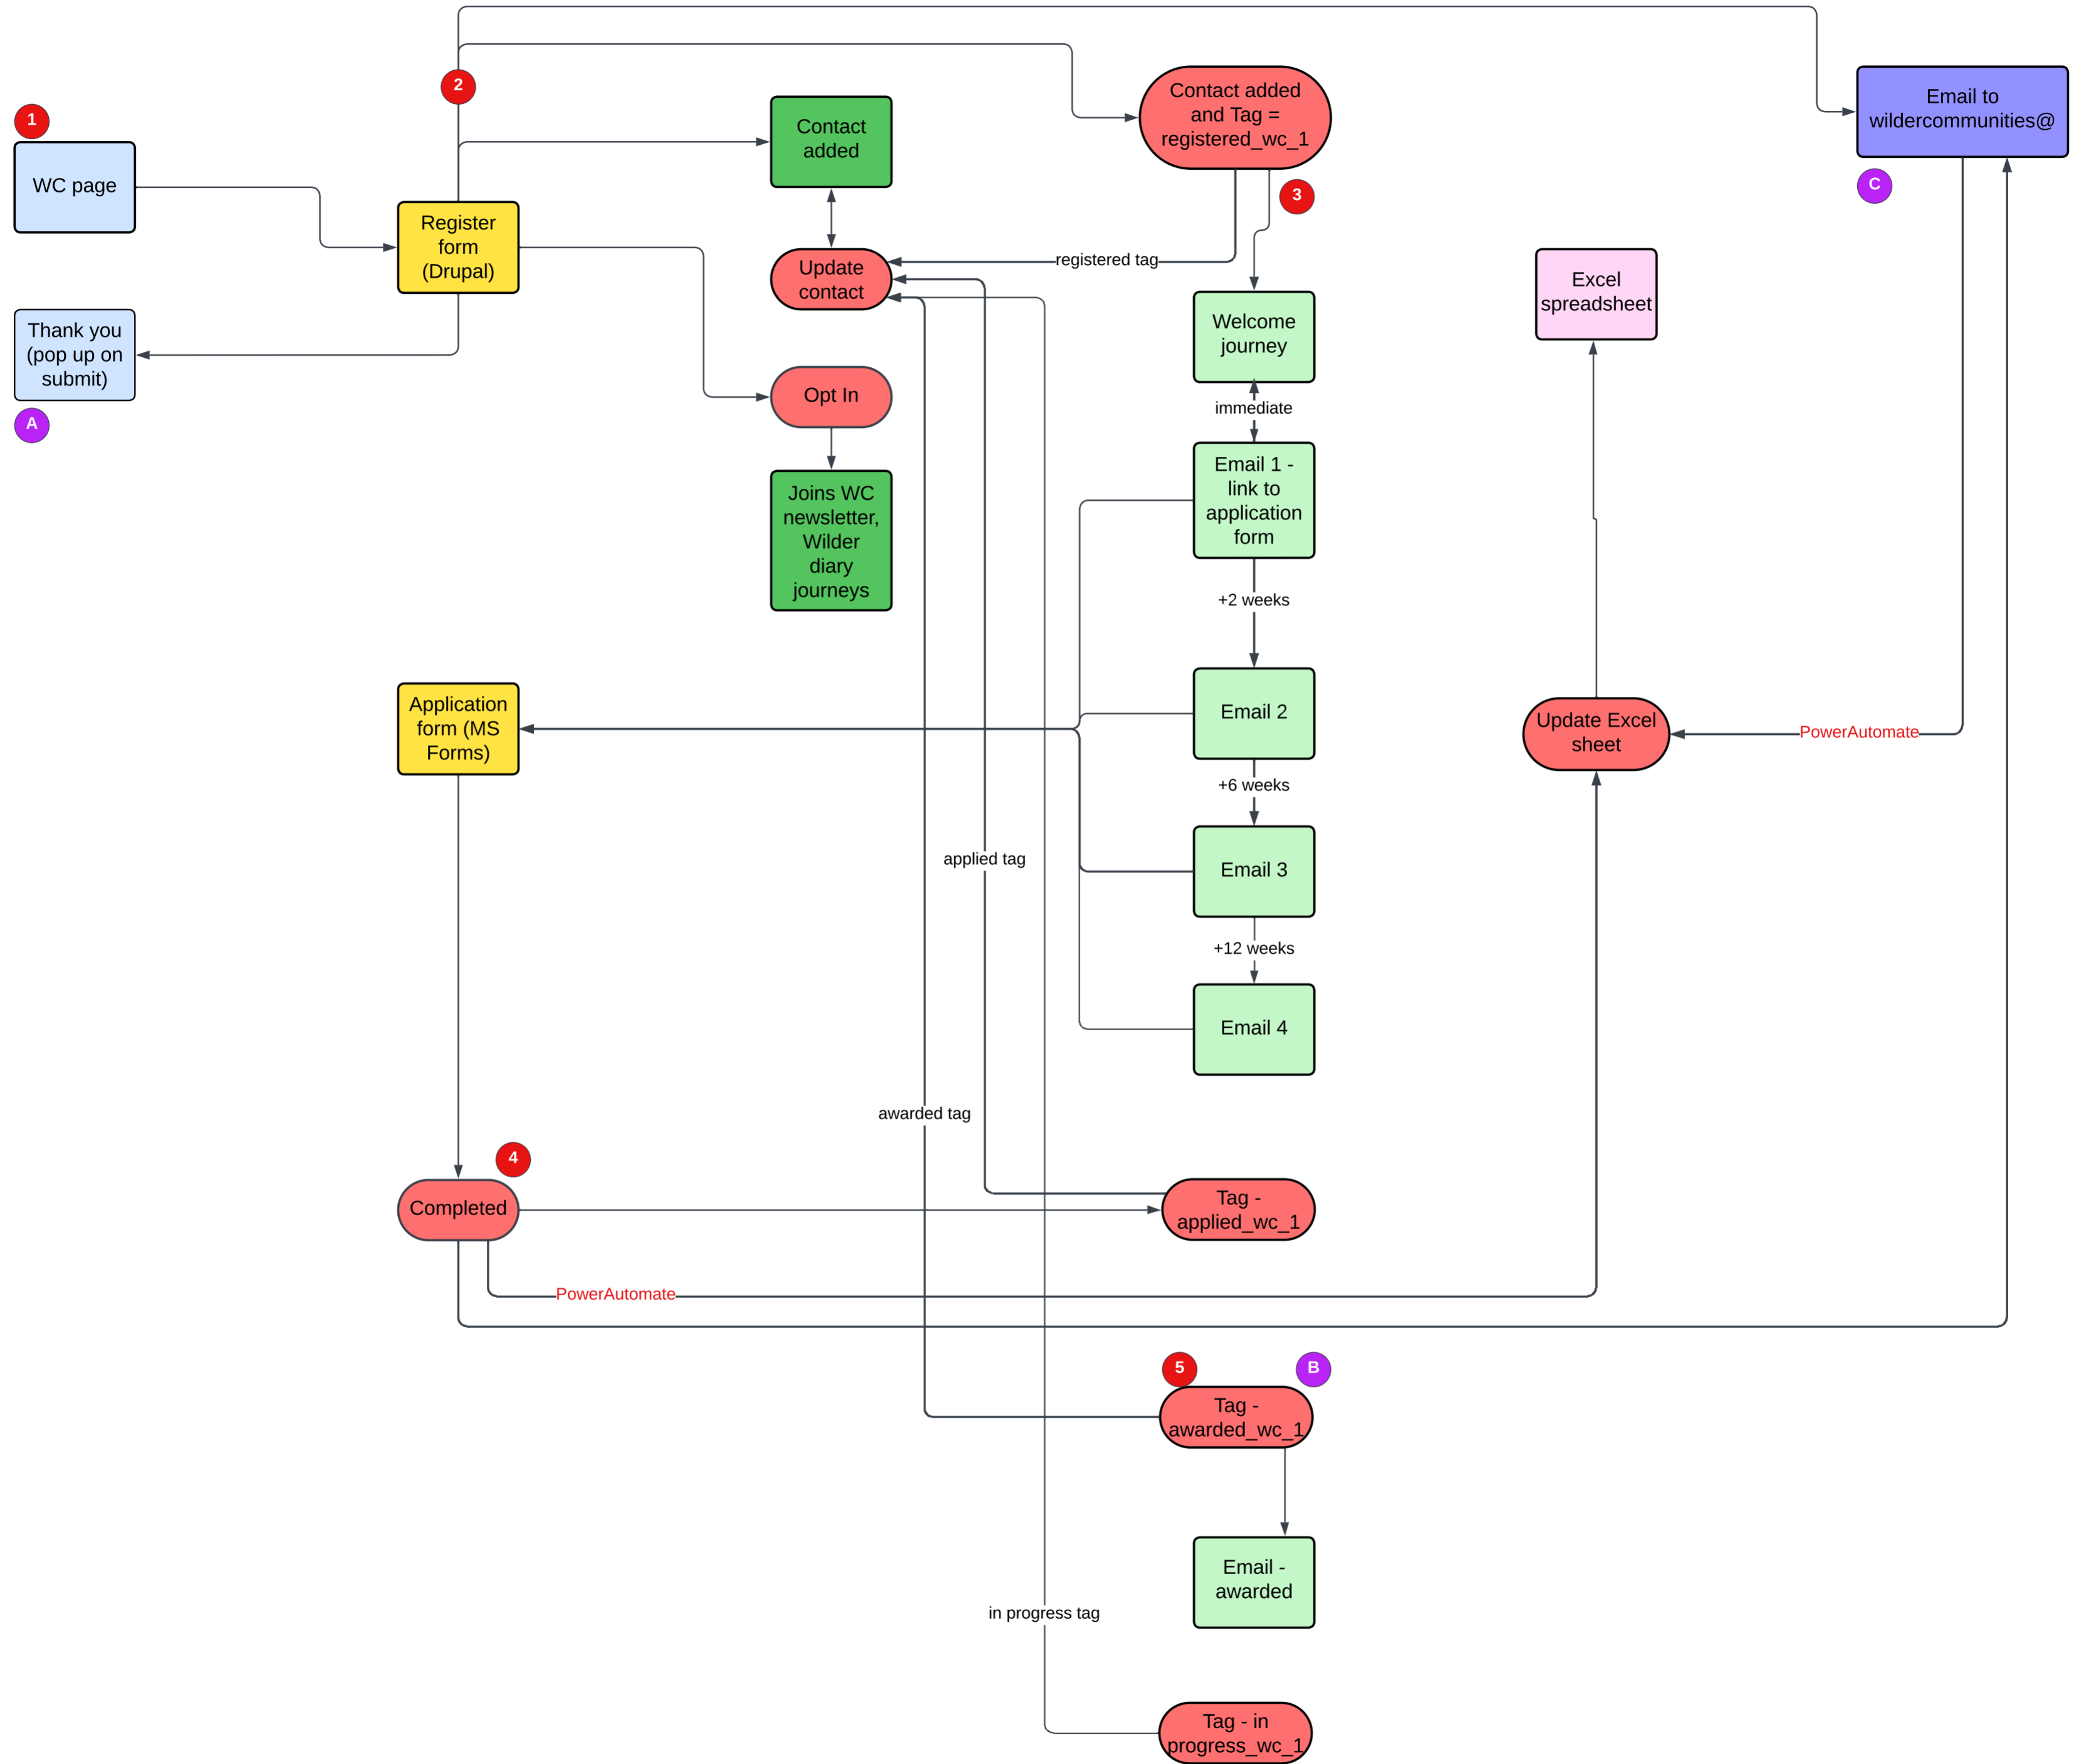 2
1
WC page
Register
form
(Drupal)
Thank you
(pop up on
submit)
A
Contact
added
Update
contact
Opt In
Joins WC
newsletter,
Wilder
diary
journeys
Contact added
and Tag =
registered_wc_1
3
registered tag
Welcome
journey
immediate
Email 1 -
link to
application
form
+2 weeks
Email 2
+6 weeks
Email 3
+12 weeks
Email 4
Email to
wildercommunities@
C
Excel
spreadsheet
Update Excel
sheet
PowerAutomate
Application
form (MS
Forms)
applied tag
awarded tag
4
Completed
Tag -
applied_wc_1
PowerAutomate
5
B
Tag -
awarded_wc_1
Email -
awarded
in progress tag
Tag - in
progress_wc_1